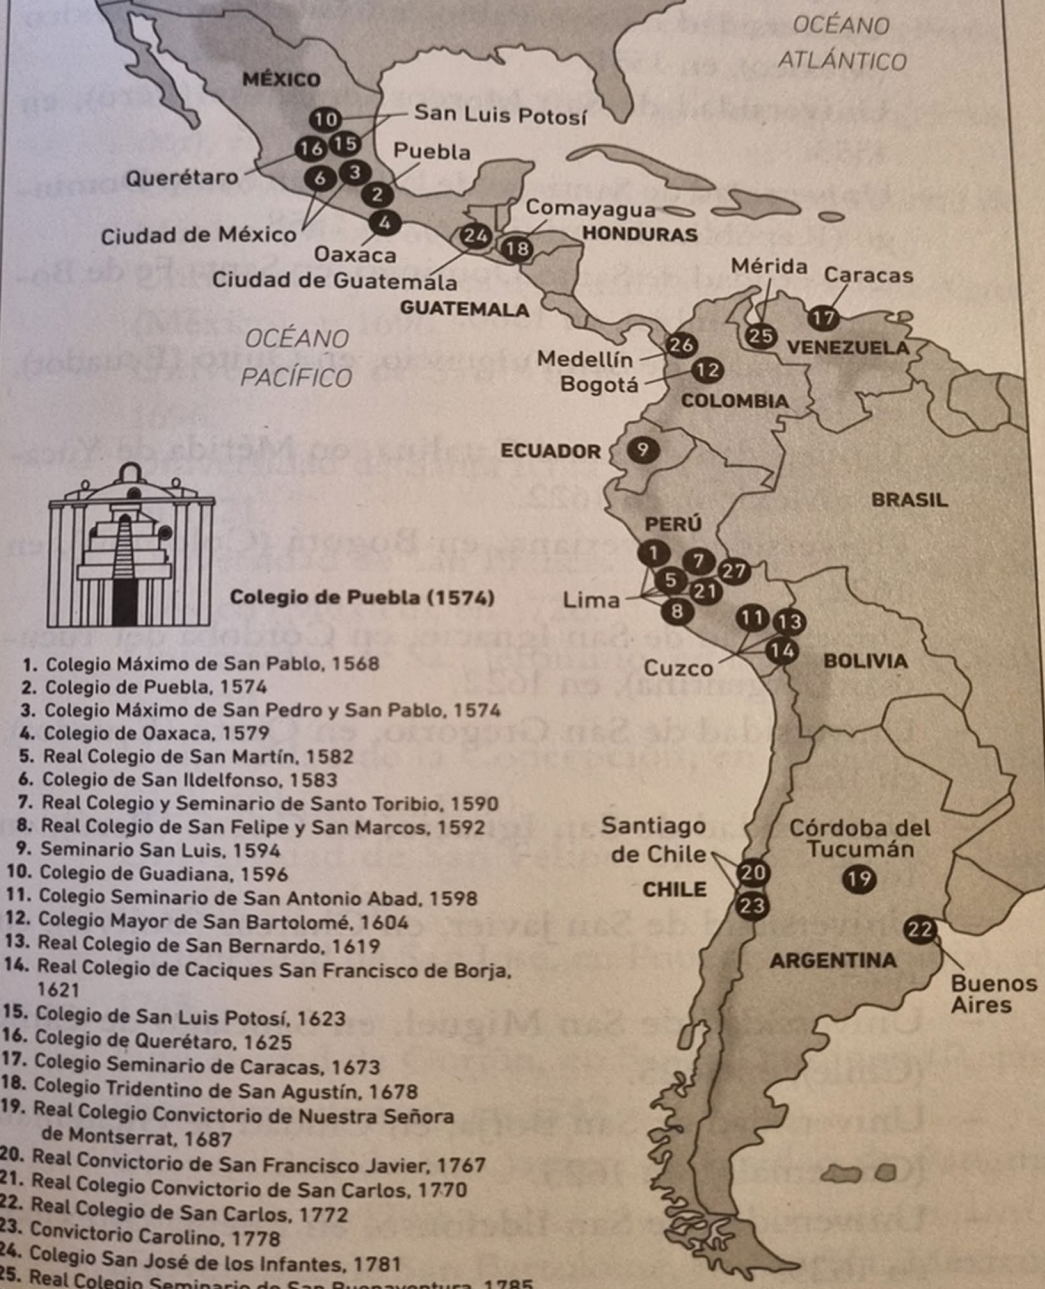 OCÉANO
ATLÁNTICO
MÉXICO
10
San Luis Potosí
16
15
Puebla
Querétaro
6
3
2
4
Comayagua
Ciudad de México
24
18
HONDURAS
Oaxaca
Ciudad de Guatemala
GUATEMALA
Mérida
Caracas
17
25
VENEZUELA
OCÉANO
PACÍFICO
26
Medellín
12
Bogotá
COLOMBIA
ECUADOR
9
BRASIL
PERÚ
1
7
5
27
21
Lima
8
11
13
14
Cuzco
BOLIVIA
Colegio de Puebla (1574)
Santiago
de Chile
20
CHILE
23
Córdoba del
Tucumán
19
22
ARGENTINA
Buenos
Aires
1. Colegio Máximo de San Pablo, 1568
2. Colegio de Puebla, 1574
3. Colegio Máximo de San Pedro y San Pablo, 1574
4. Colegio de Oaxaca, 1579
5. Real Colegio de San Martín, 1582
6. Colegio de San Ildelfonso, 1583
7. Real Colegio y Seminario de Santo Toribio, 1590
8. Real Colegio de San Felipe y San Marcos, 1592
9. Seminario San Luis, 1594
10. Colegio de Guadiana, 1596
11. Colegio Seminario de San Antonio Abad, 1598
12. Colegio Mayor de San Bartolomé, 1604
13. Real Colegio de San Bernardo, 1619
14. Real Colegio de Caciques San Francisco de Borja,
1621
15. Colegio de San Luis Potosí, 1623
16. Colegio de Querétaro, 1625
17. Colegio Seminario de Caracas, 1673
18. Colegio Tridentino de San Agustín, 1678
19. Real Colegio Convictorio de Nuestra Señora
de Montserrat, 1687
20. Real Convictorio de San Francisco Javier, 1767
21. Real Colegio Convictorio de San Carlos, 1770
22. Real Colegio de San Carlos, 1772
23. Convictorio Carolino, 1778
24. Colegio San José de los Infantes, 1781
25. Real Colegio Seminario de San Buenaventura, 1785